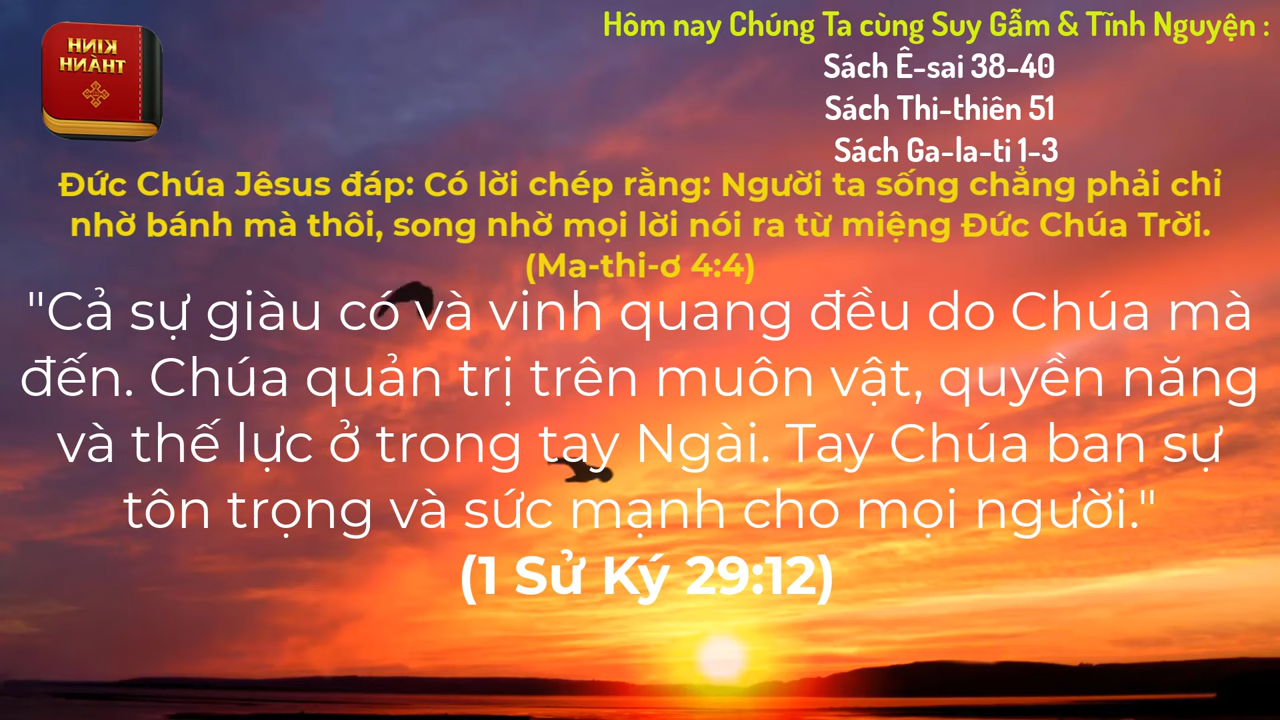 KINH
THÁNH
Hôm nay Chúng Ta cùng Suy Gẫm & Tĩnh Nguyện :
Sách Ê-sai 38-40
Sách Thi-thiên 51
Sách Ga-la-ti 1-3
Đức Chúa Jêsus đáp: Có lời chép rằng: Người ta sống chẳng phải chỉ
nhờ bánh mà thôi, song nhờ mọi lời nói ra từ miệng Đức Chúa Trời.
(Ma-thi-ơ 4:4)
"Cả sự giàu có và vinh quang đều do Chúa mà
đến. Chúa quản trị trên muôn vật, quyền năng
và thế lực ở trong tay Ngài. Tay Chúa ban sự
tôn trọng và sức mạnh cho mọi người."
(1 Sử Ký 29:12)